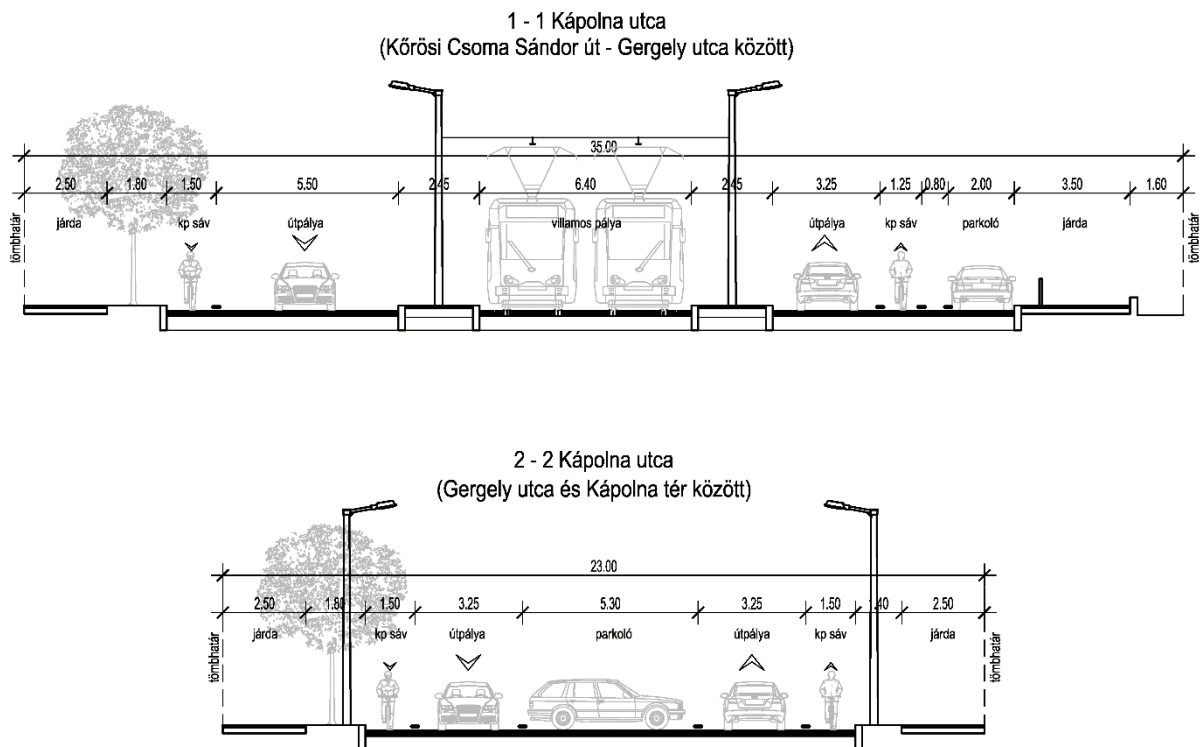 1 - 1 Kápolna utca
(Kőrösi Csoma Sándor út - Gergely utca között)
35.00
2.50 1.80 1.50 5.50 2.45 6.40 2.45 3.25 1.25 0.80 2.00 3.50 1.60
tömbhatár járda kp sáv útpálya villamos pálya útpálya kp sáv parkoló járda tömbhatár
2 - 2 Kápolna utca
(Gergely utca és Kápolna tér között)
23.00
2.50 1.80 1.50 3.25 5.30 3.25 1.50 1.40 2.50
tömbhatár járda kp sáv útpálya parkoló útpálya kp sáv járda tömbhatár